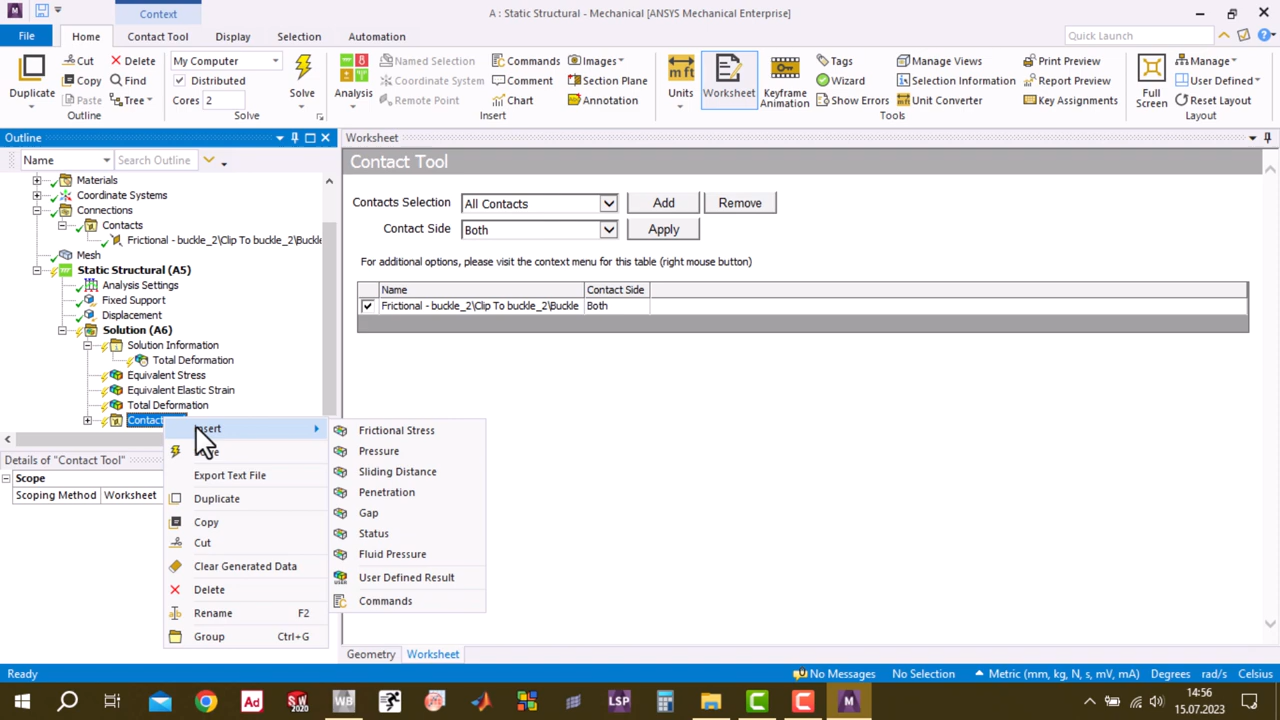 Context
A : Static Structural - Mechanical [ANSYS Mechanical Enterprise]
File Home Contact Tool Display Selection Automation
Quick Launch
Duplicate
Cut
Copy
Paste
Delete
Find
Tree
Outline
My Computer
Distributed
Cores 2
Solve
Solve
Analysis
Named Selection
Coordinate System
Remote Point
Commands
Comment
Chart
Images
Section Plane
Annotation
Insert
Units
Worksheet
Keyframe Animation
Tags
Wizard
Show Errors
Manage Views
Selection Information
Unit Converter
Print Preview
Report Preview
Key Assignments
Tools
Full Screen
Manage
User Defined
Reset Layout
Layout
Outline
Name
Search Outline
Materials
Coordinate Systems
Connections
Contacts
Frictional - buckle_2\Clip To buckle_2\Buckle
Mesh
Static Structural (A5)
Analysis Settings
Fixed Support
Displacement
Solution (A6)
Solution Information
Total Deformation
Equivalent Stress
Equivalent Elastic Strain
Total Deformation
Contact
Details of "Contact Tool"
Scope
Scoping Method Worksheet
Insert
Export Text File
Duplicate
Copy
Cut
Clear Generated Data
Delete
Rename F2
Group Ctrl+G
Frictional Stress
Pressure
Sliding Distance
Penetration
Gap
Status
Fluid Pressure
User Defined Result
Commands
Worksheet
Contact Tool
Contacts Selection All Contacts Add Remove
Contact Side Both Apply
For additional options, please visit the context menu for this table (right mouse button)
Name Contact Side
Frictional - buckle_2\Clip To buckle_2\Buckle Both
Geometry Worksheet
Ready
No Messages No Selection Metric (mm, kg, N, s, mV, mA) Degrees rad/s Celsius
14:56
15.07.2023